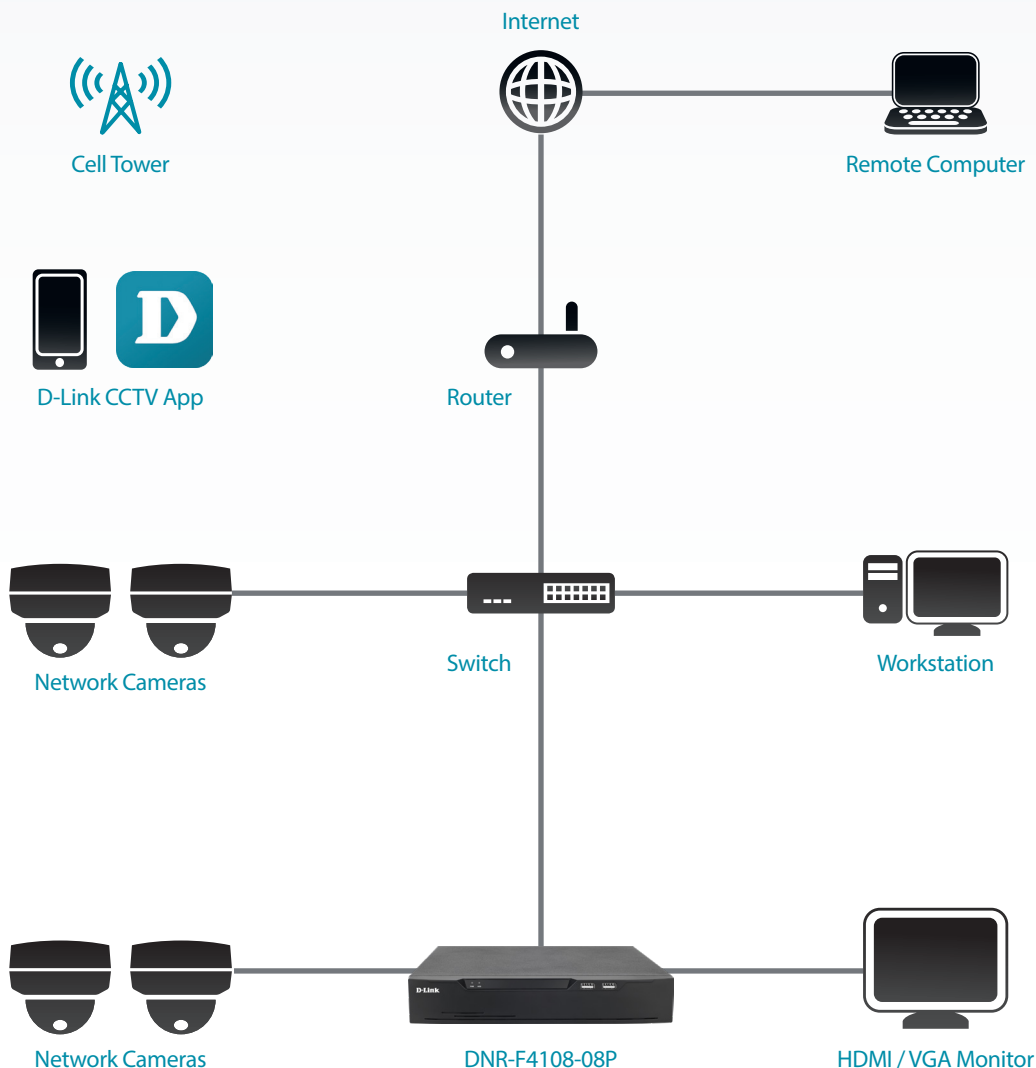 Internet
Cell Tower
Remote Computer
D-Link CCTV App
Router
Network Cameras
Switch
Workstation
D-Link
Network Cameras
DNR-F4108-08P
HDMI / VGA Monitor